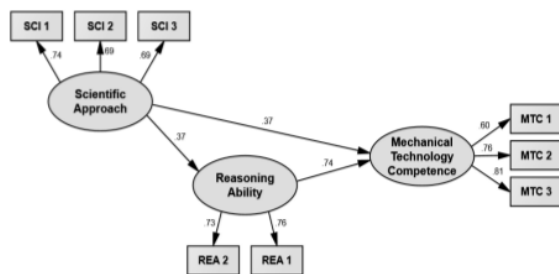 SCI 1
SCI 2
SCI 3
.74
.69
.69
Scientific
Approach
.37
.37
Mechanical
Technology
Competence
.60
.76
.81
MTC 1
MTC 2
MTC 3
Reasoning
Ability
.74
.73
.76
REA 2
REA 1